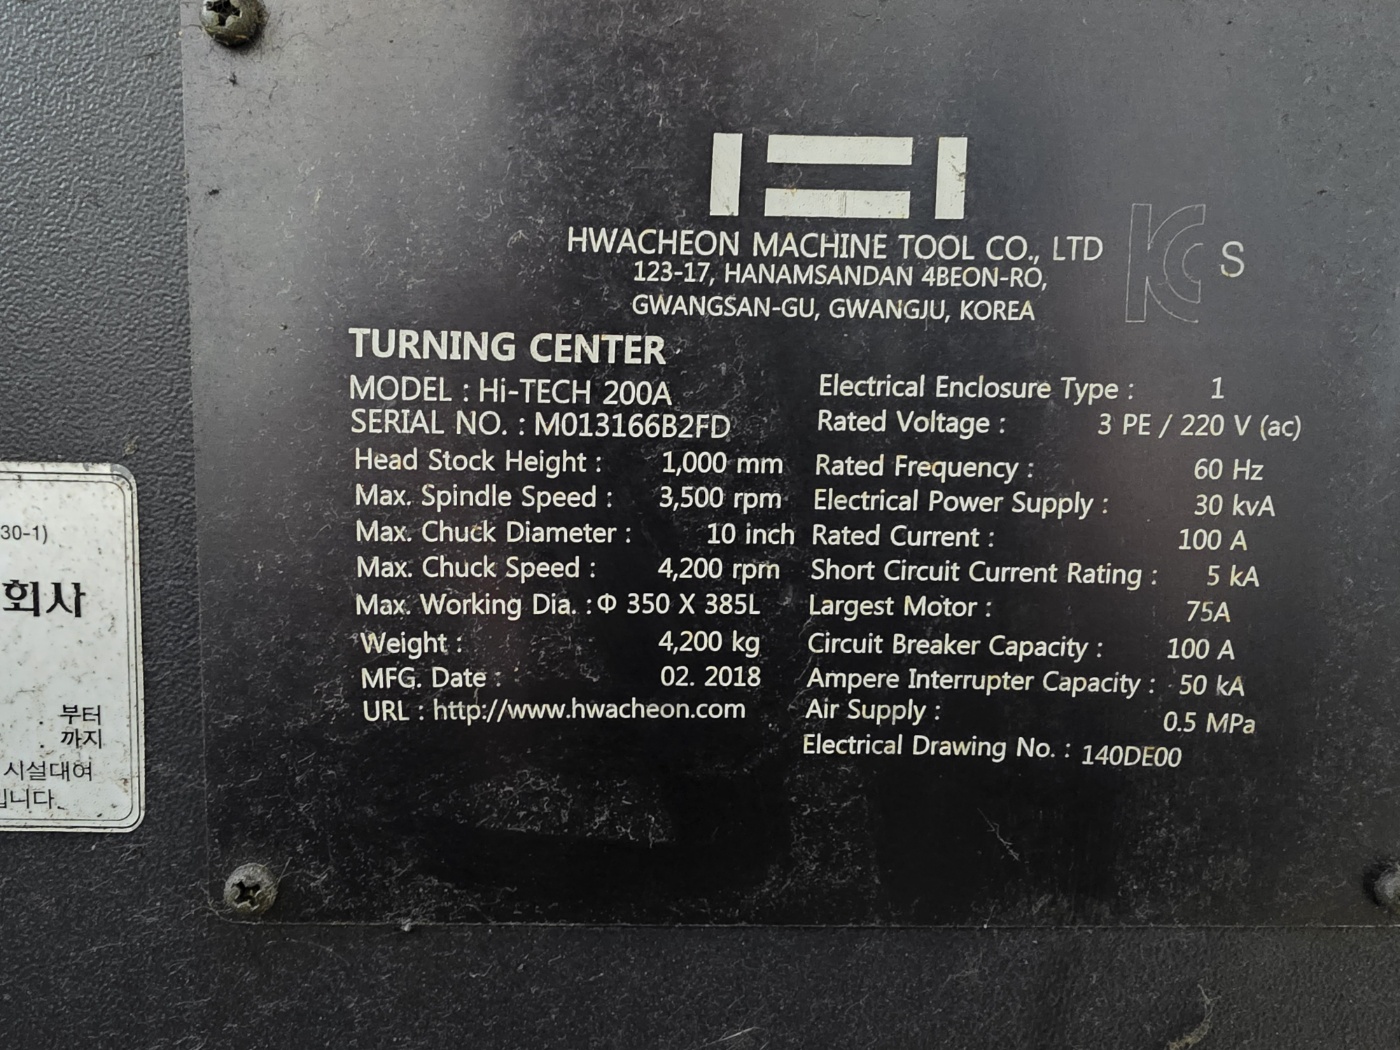 HWACHEON MACHINE TOOL CO., LTD
123-17, HANAMSANDAN 4BEON-RO,
GWANGSAN-GU, GWANGJU, KOREA
KC S
TURNING CENTER
MODEL : Hi-TECH 200A
SERIAL NO. : M013166B2FD
Head Stock Height : 1,000 mm
Max. Spindle Speed : 3,500 rpm
Max. Chuck Diameter : 10 inch
Max. Chuck Speed : 4,200 rpm
Max. Working Dia. : Φ 350 X 385L
Weight : 4,200 kg
MFG. Date : 02. 2018
URL : http://www.hwacheon.com
Electrical Enclosure Type : 1
Rated Voltage : 3 PE / 220 V (ac)
Rated Frequency : 60 Hz
Electrical Power Supply : 30 kvA
Rated Current : 100 A
Short Circuit Current Rating : 5 kA
Largest Motor : 75A
Circuit Breaker Capacity : 100 A
Ampere Interrupter Capacity : 50 kA
Air Supply : 0.5 MPa
Electrical Drawing No. : 140DE00
30-1)
회사
. 부터
. 까지
시설대여
입니다.